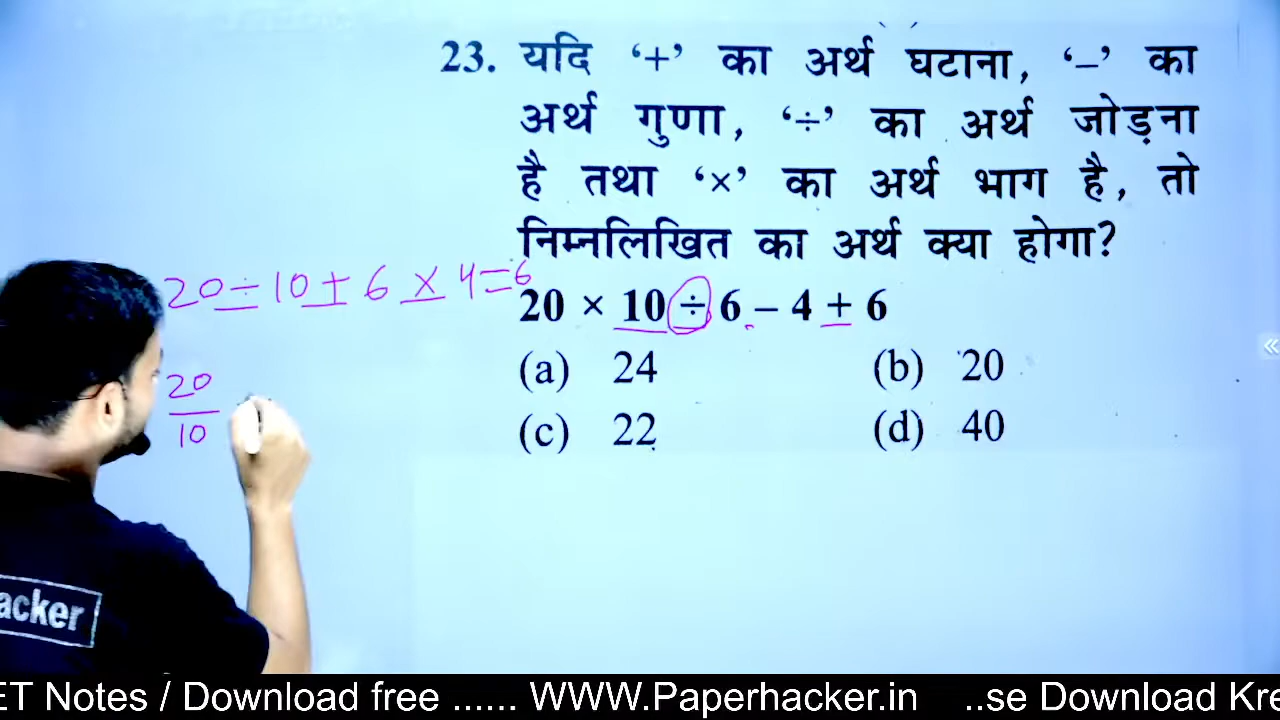 23. यदि ‘+’ का अर्थ घटाना, ‘–’ का
अर्थ गुणा, ‘÷’ का अर्थ जोड़ना
है तथा ‘×’ का अर्थ भाग है, तो
निम्नलिखित का अर्थ क्या होगा?
20 × 10 ÷ 6 – 4 + 6
(a) 24 (b) 20
(c) 22 (d) 40
20 ÷ 10 + 6 × 4 = 6
20
10
acker
ET Notes / Download free ...... WWW.Paperhacker.in ..se Download Kre